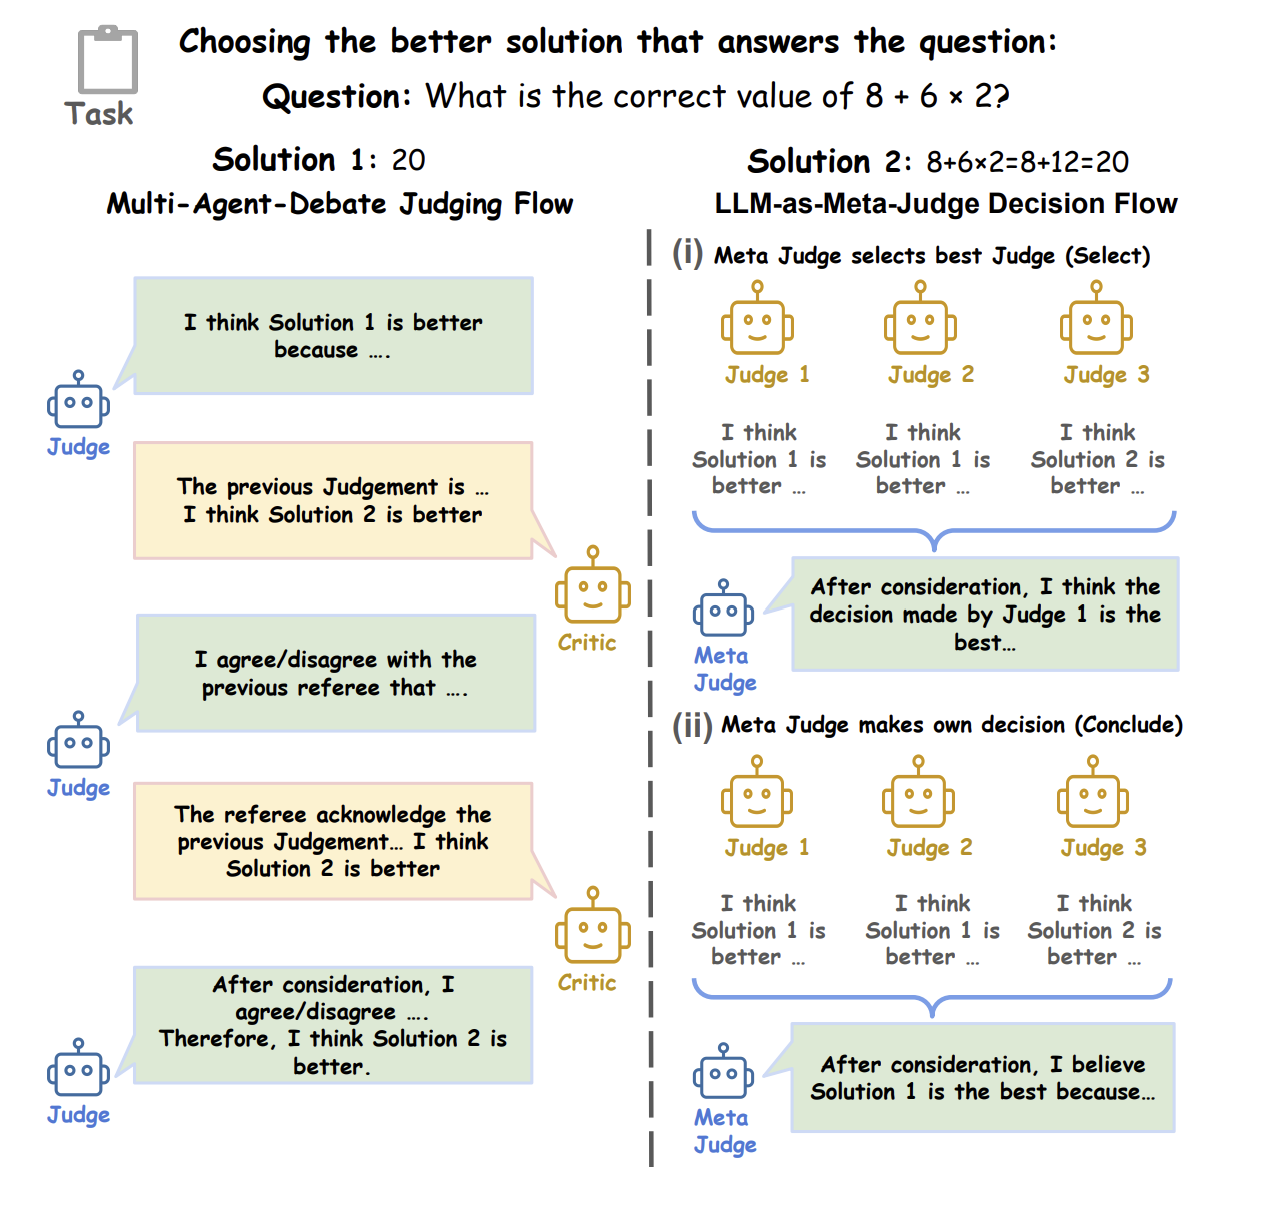 Choosing the better solution that answers the question:
Task
Question: What is the correct value of 8 + 6 × 2?
Solution 1: 20
Multi-Agent-Debate Judging Flow
I think Solution 1 is better
because ....
Judge
The previous Judgement is ...
I think Solution 2 is better
Critic
I agree/disagree with the
previous referee that ....
Judge
The referee acknowledge the
previous Judgement... I think
Solution 2 is better
Critic
After consideration, I
agree/disagree ....
Therefore, I think Solution 2 is
better.
Judge
Solution 2: 8+6×2=8+12=20
LLM-as-Meta-Judge Decision Flow
(i) Meta Judge selects best Judge (Select)
Judge 1
Judge 2
Judge 3
I think
Solution 1 is
better ...
I think
Solution 1 is
better ...
I think
Solution 2 is
better ...
After consideration, I think the
decision made by Judge 1 is the
best...
Meta
Judge
(ii) Meta Judge makes own decision (Conclude)
Judge 1
Judge 2
Judge 3
I think
Solution 1 is
better ...
I think
Solution 1 is
better ...
I think
Solution 2 is
better ...
After consideration, I believe
Solution 1 is the best because...
Meta
Judge